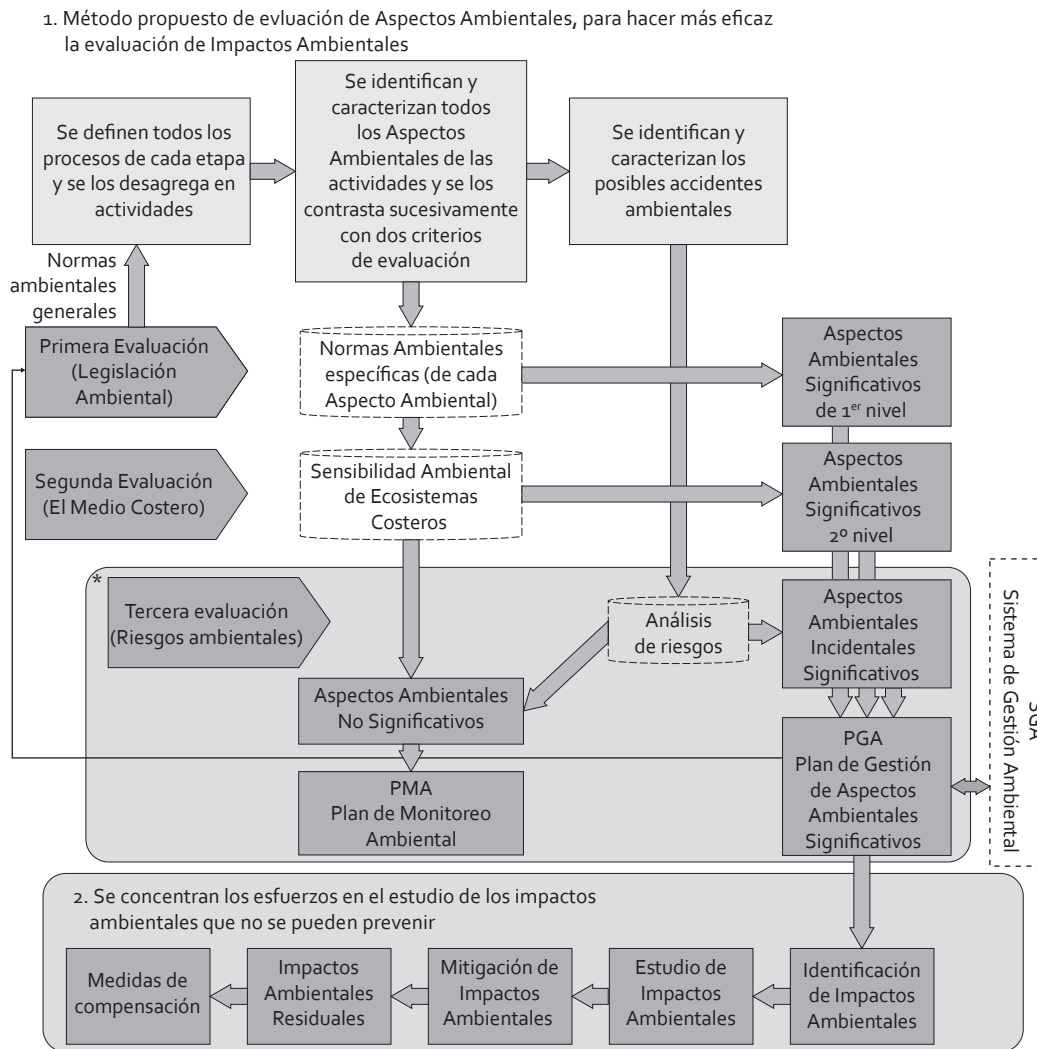 1. Método propuesto de evluación de Aspectos Ambientales, para hacer más eficaz
la evaluación de Impactos Ambientales
Se definen todos los
procesos de cada etapa
y se los desagrega en
actividades
Se identifican y
caracterizan todos
los Aspectos
Ambientales de las
actividades y se los
contrasta sucesivamente
con dos criterios
de evaluación
Se identifican y
caracterizan los
posibles accidentes
ambientales
Normas
ambientales
generales
Primera Evaluación
(Legislación
Ambiental)
Normas Ambientales
específicas (de cada
Aspecto Ambiental)
Aspectos
Ambientales
Significativos
de 1er nivel
Segunda Evaluación
(El Medio Costero)
Sensibilidad Ambiental
de Ecosistemas
Costeros
Aspectos
Ambientales
Significativos
2º nivel
*
Tercera evaluación
(Riesgos ambientales)
Análisis
de riesgos
Aspectos
Ambientales
Incidentales
Significativos
SGA
Sistema de Gestión Ambiental
Aspectos Ambientales
No Significativos
PMA
Plan de Monitoreo
Ambiental
PGA
Plan de Gestión
de Aspectos
Ambientales
Significativos
2. Se concentran los esfuerzos en el estudio de los impactos
ambientales que no se pueden prevenir
Medidas de
compensación
Impactos
Ambientales
Residuales
Mitigación de
Impactos
Ambientales
Estudio de
Impactos
Ambientales
Identificación
de Impactos
Ambientales